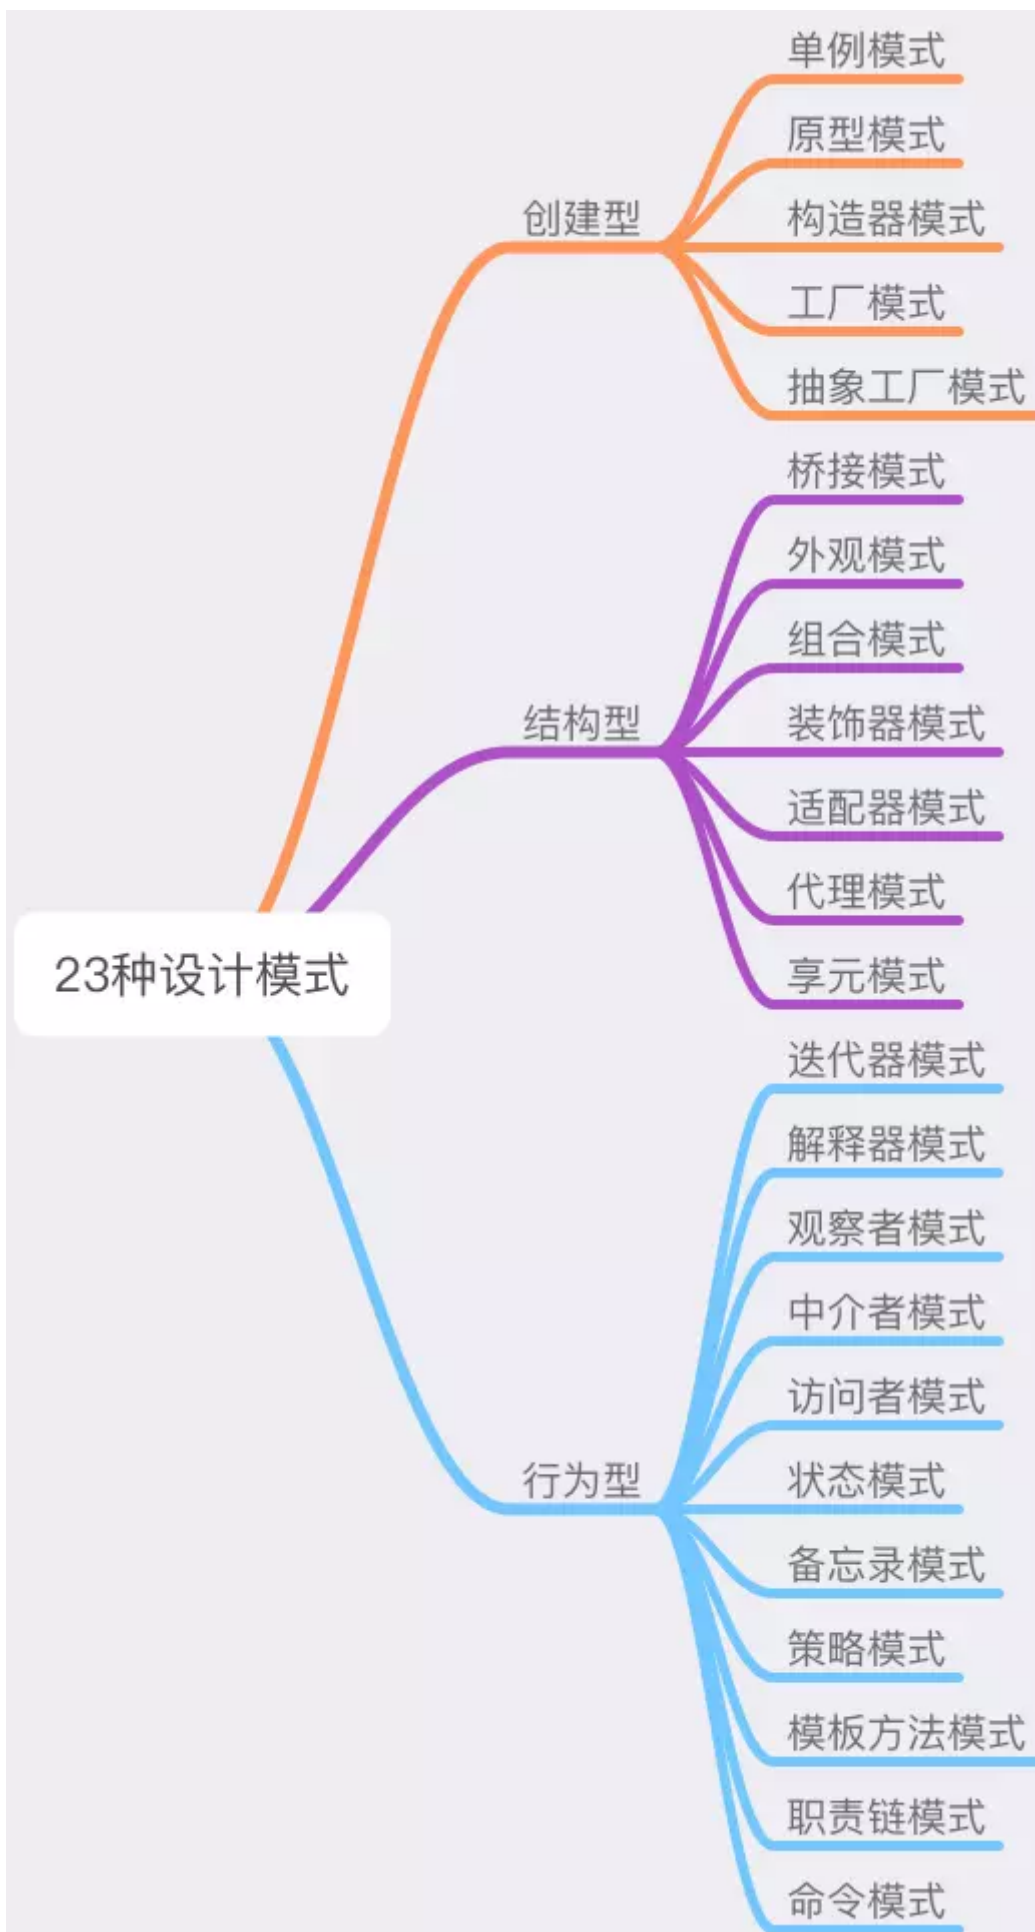 23种设计模式
创建型
单例模式
原型模式
构造器模式
工厂模式
抽象工厂模式
结构型
桥接模式
外观模式
组合模式
装饰器模式
适配器模式
代理模式
享元模式
行为型
迭代器模式
解释器模式
观察者模式
中介者模式
访问者模式
状态模式
备忘录模式
策略模式
模板方法模式
职责链模式
命令模式